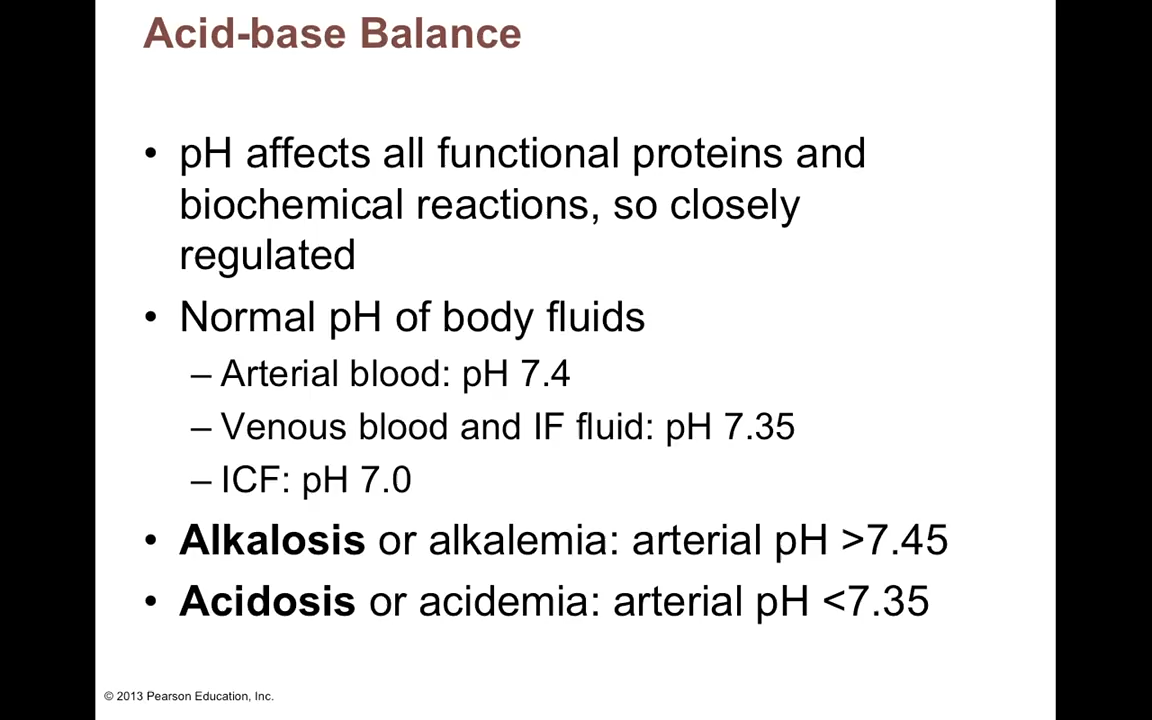 Acid-base Balance
• pH affects all functional proteins and
biochemical reactions, so closely
regulated
• Normal pH of body fluids
– Arterial blood: pH 7.4
– Venous blood and IF fluid: pH 7.35
– ICF: pH 7.0
• Alkalosis or alkalemia: arterial pH >7.45
• Acidosis or acidemia: arterial pH <7.35
© 2013 Pearson Education, Inc.